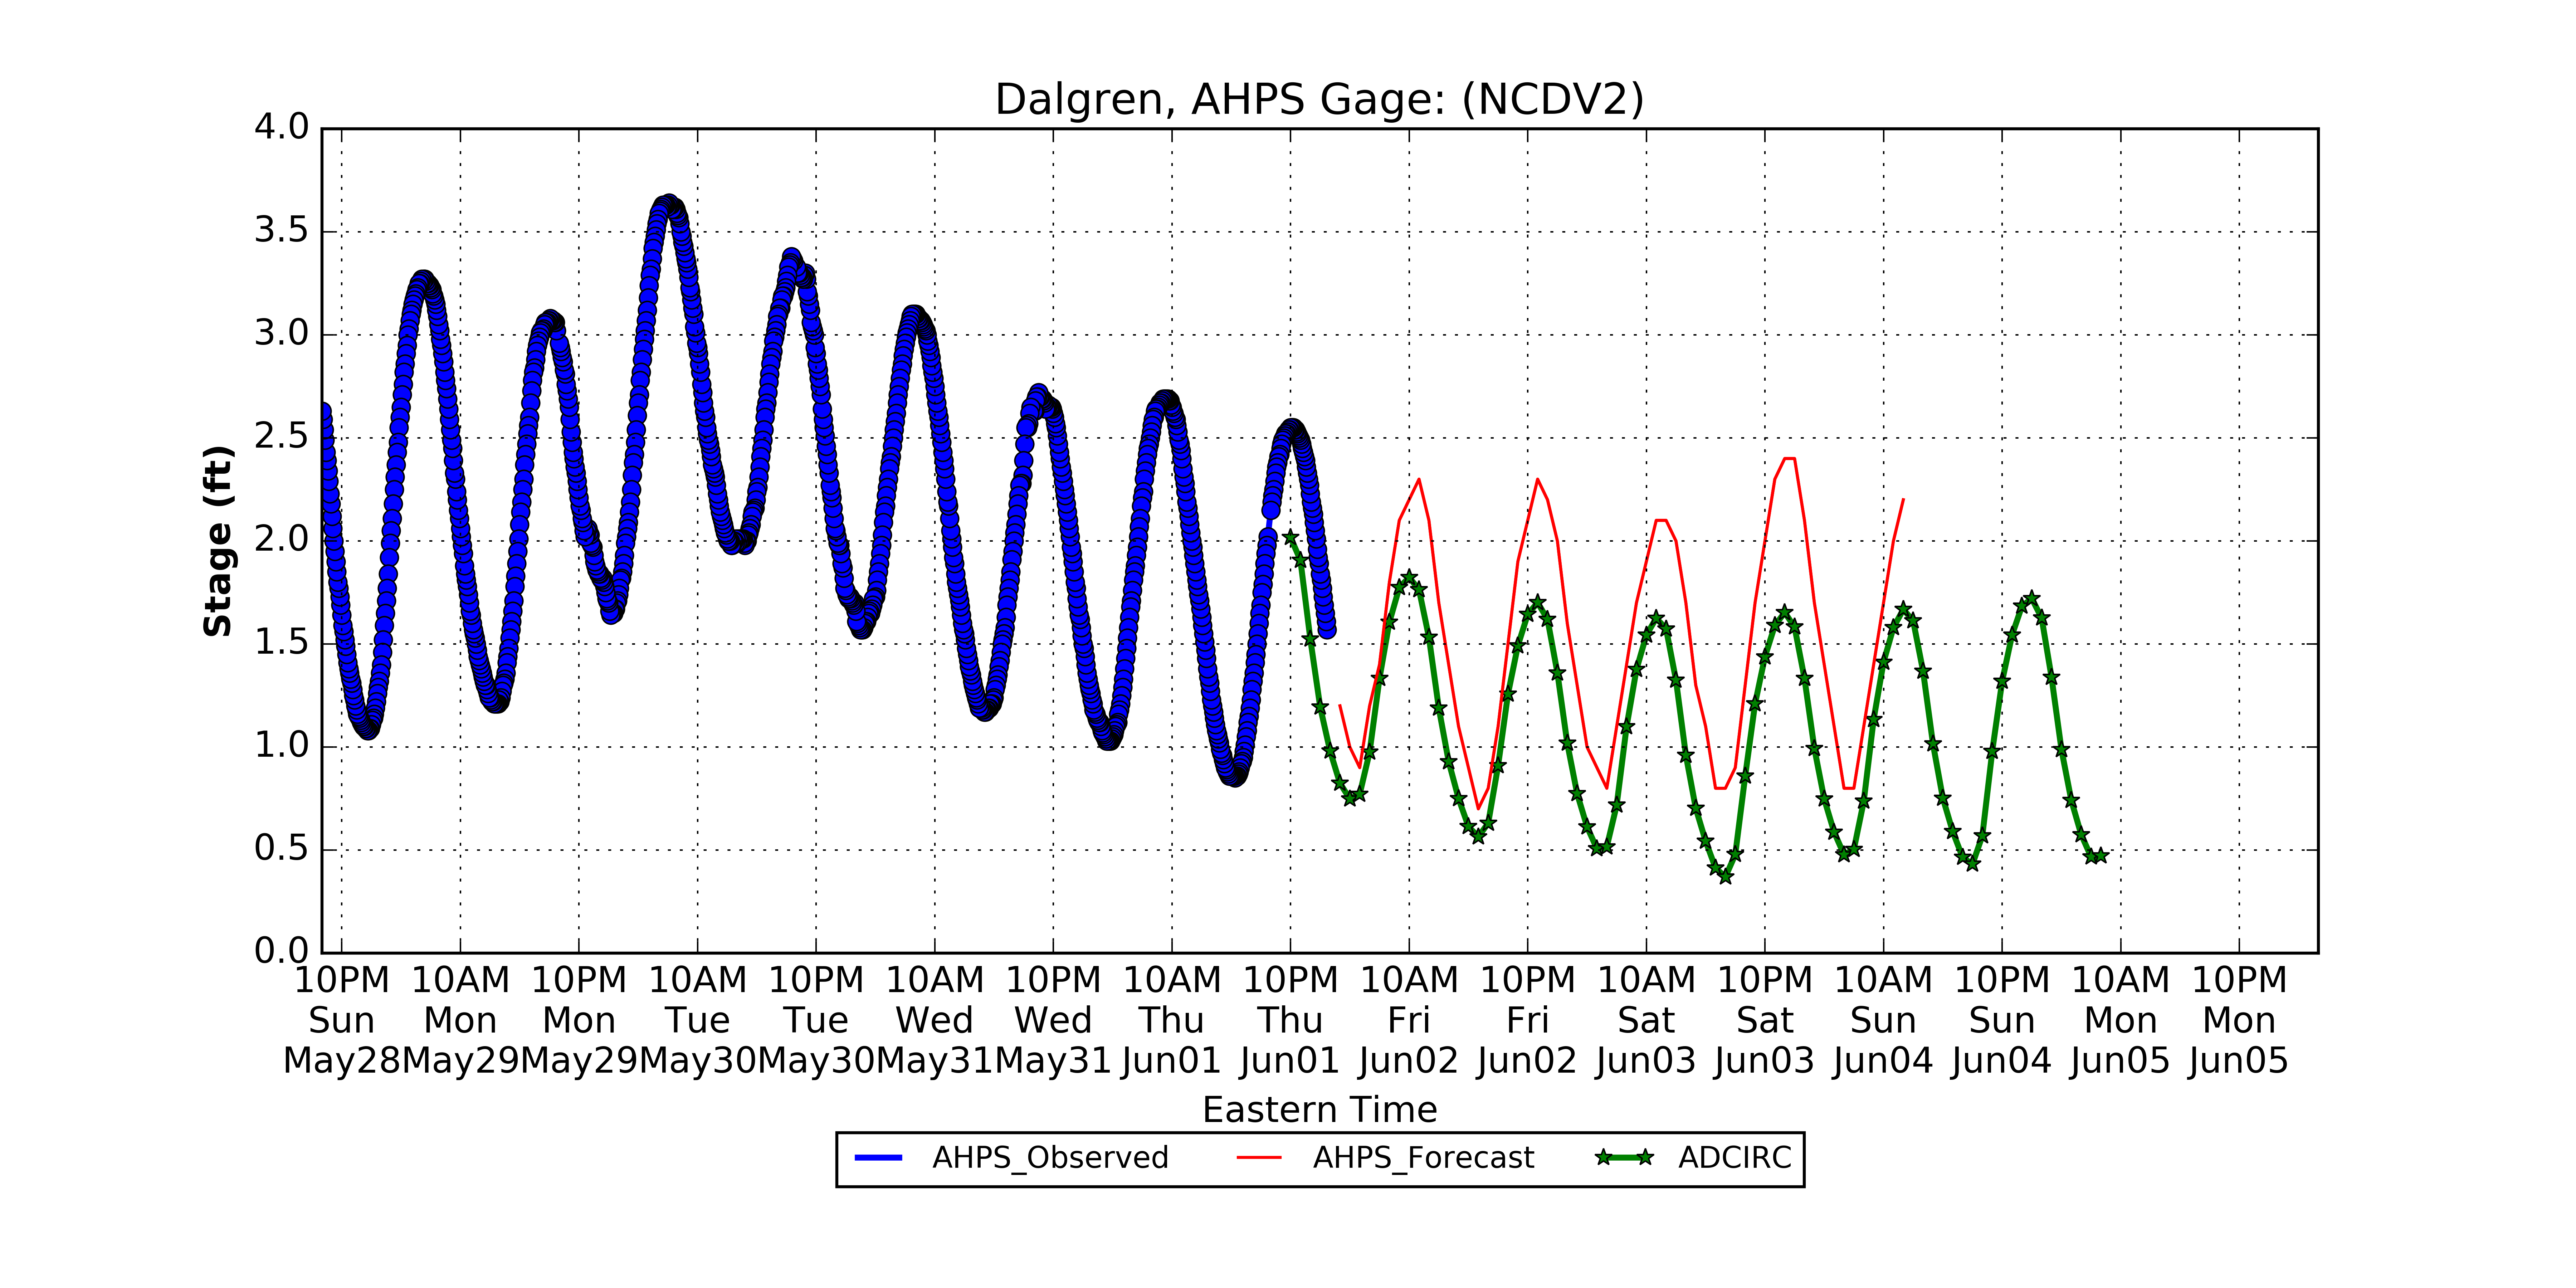 Dalgren, AHPS Gage: (NCDV2)
4.0
3.5
3.0
2.5
2.0
1.5
1.0
0.5
0.0
Stage (ft)
10PM 10AM 10PM 10AM 10PM 10AM 10PM 10AM 10PM 10AM 10PM 10AM 10PM 10AM 10PM 10AM 10PM
Sun Mon Mon Tue Tue Wed Wed Thu Thu Fri Fri Sat Sat Sun Sun Mon Mon
May28 May29 May29 May30 May30 May31 May31 Jun01 Jun01 Jun02 Jun02 Jun03 Jun03 Jun04 Jun04 Jun05 Jun05
Eastern Time
AHPS_Observed AHPS_Forecast ADCIRC